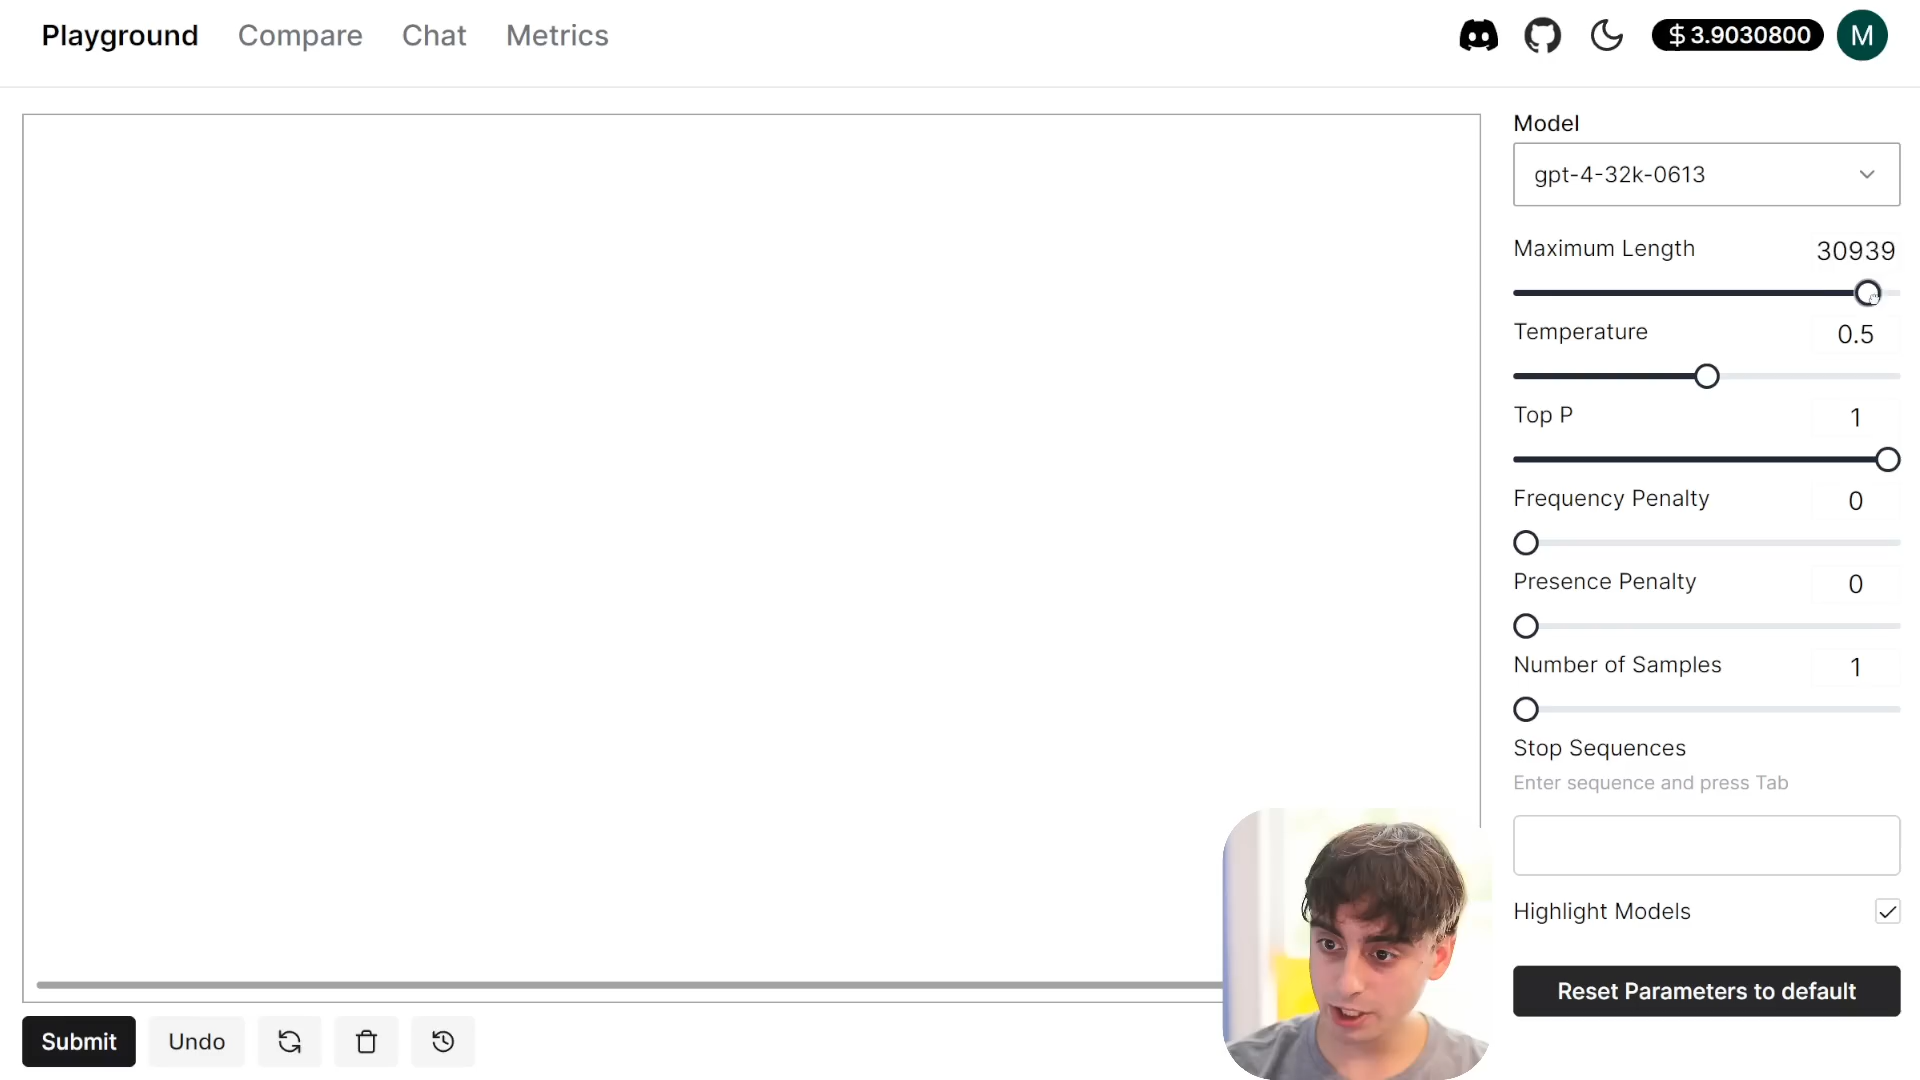 Playground Compare Chat Metrics
$3.9030800 M
Model
gpt-4-32k-0613
Maximum Length 30939
Temperature 0.5
Top P 1
Frequency Penalty 0
Presence Penalty 0
Number of Samples 1
Stop Sequences
Enter sequence and press Tab
Highlight Models
Reset Parameters to default
Submit Undo